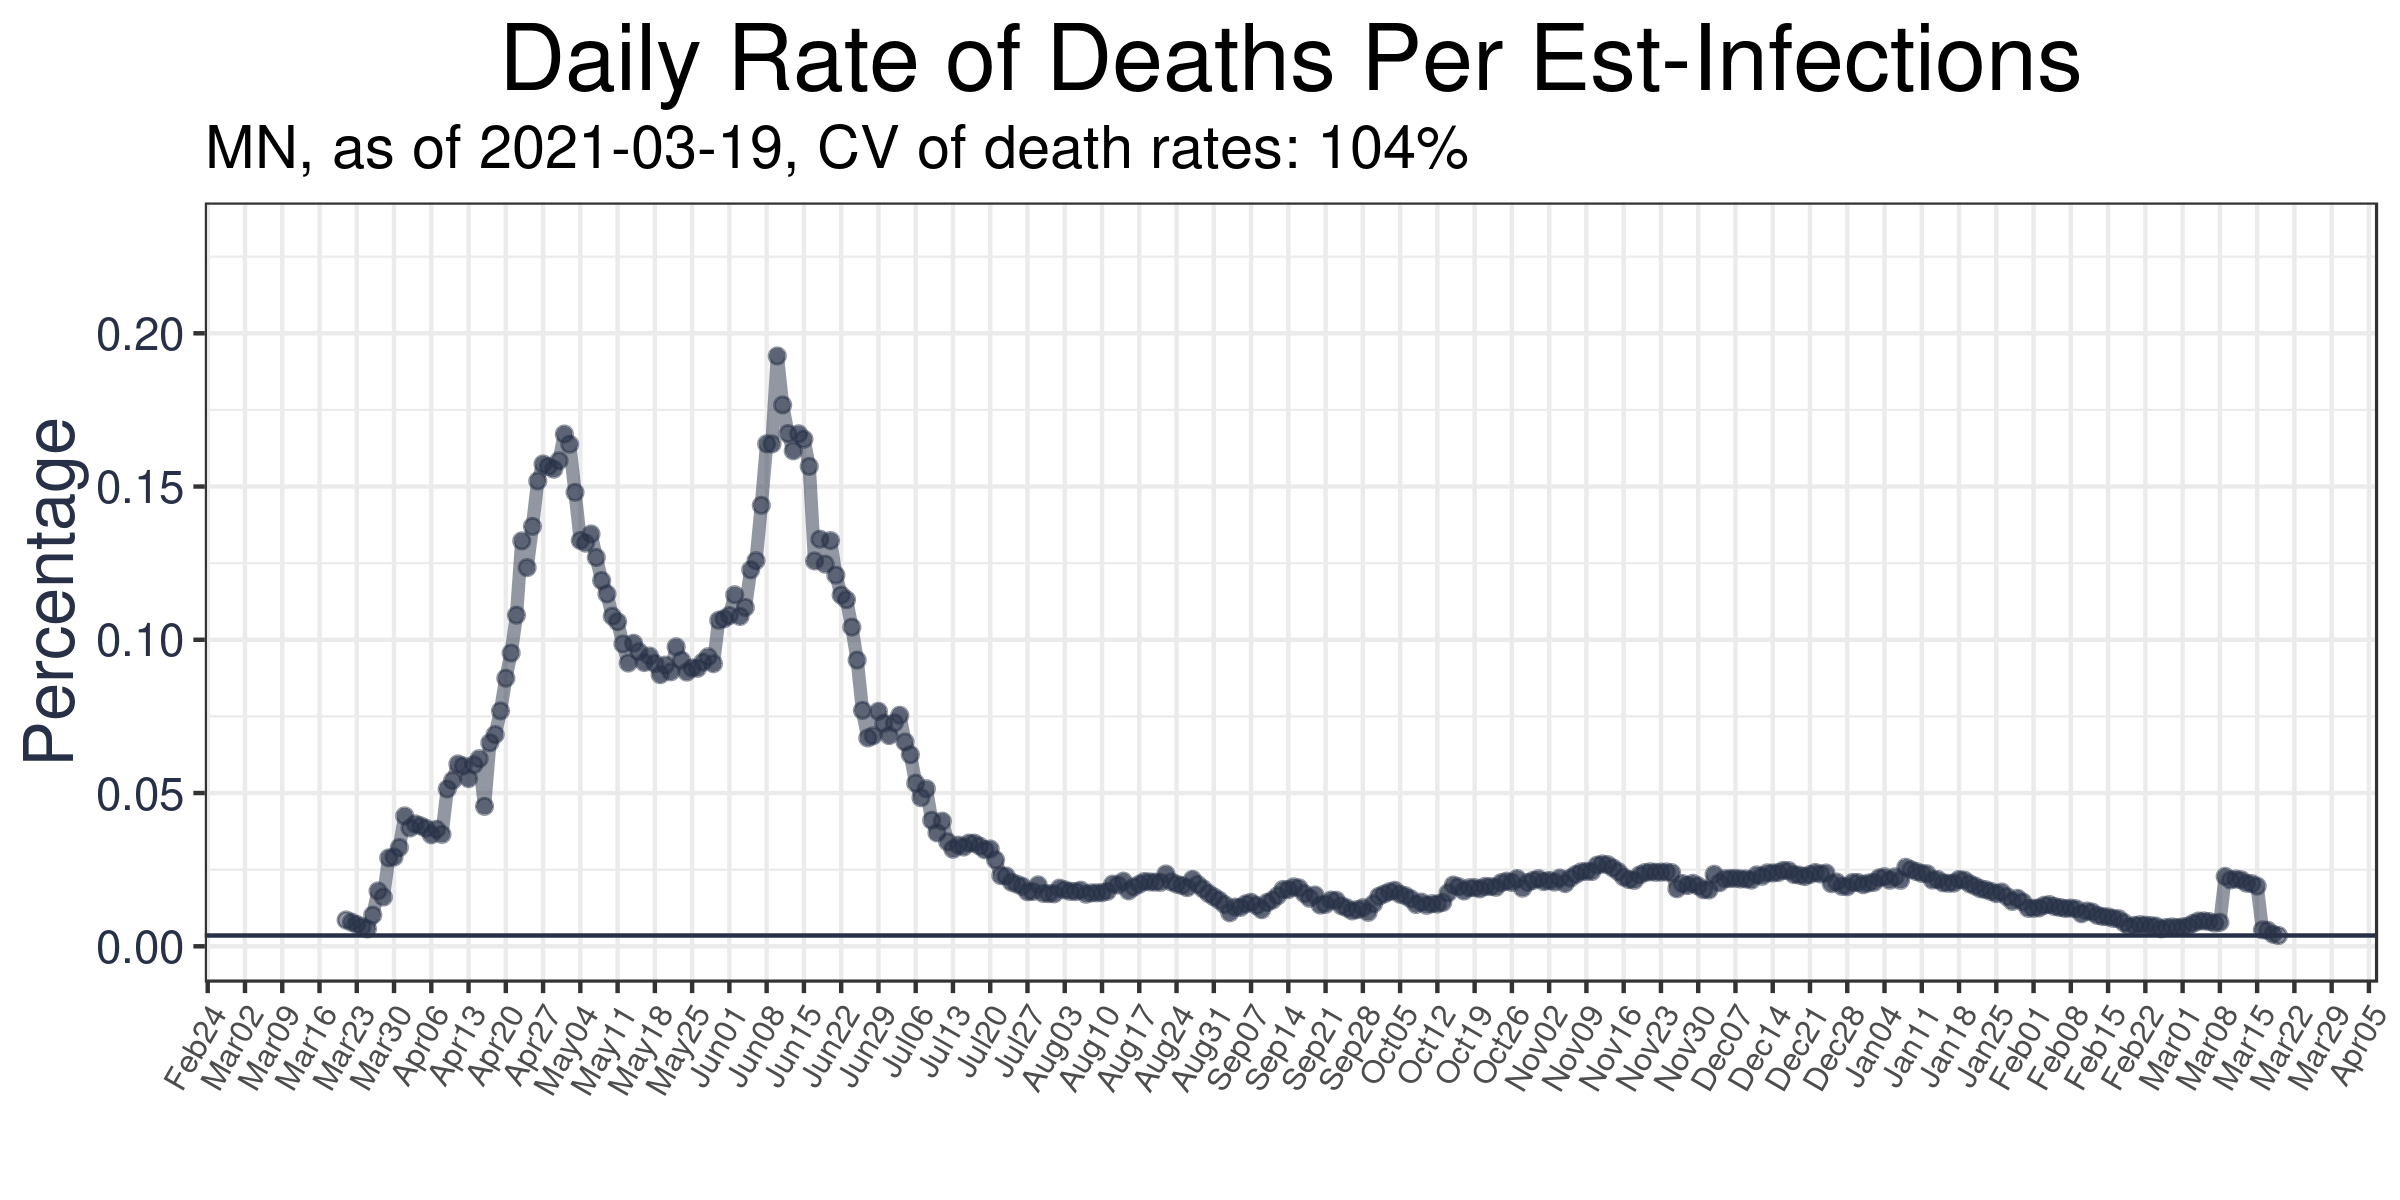 Daily Rate of Deaths Per Est-Infections
MN, as of 2021-03-19, CV of death rates: 104%
Percentage
0.20
0.15
0.10
0.05
0.00
Feb24
Mar02
Mar09
Mar16
Mar23
Mar30
Apr06
Apr13
Apr20
Apr27
May04
May11
May18
May25
Jun01
Jun08
Jun15
Jun22
Jun29
Jul06
Jul13
Jul20
Jul27
Aug03
Aug10
Aug17
Aug24
Aug31
Sep07
Sep14
Sep21
Sep28
Oct05
Oct12
Oct19
Oct26
Nov02
Nov09
Nov16
Nov23
Nov30
Dec07
Dec14
Dec21
Dec28
Jan04
Jan11
Jan18
Jan25
Feb01
Feb08
Feb15
Feb22
Mar01
Mar08
Mar15
Mar22
Mar29
Apr05